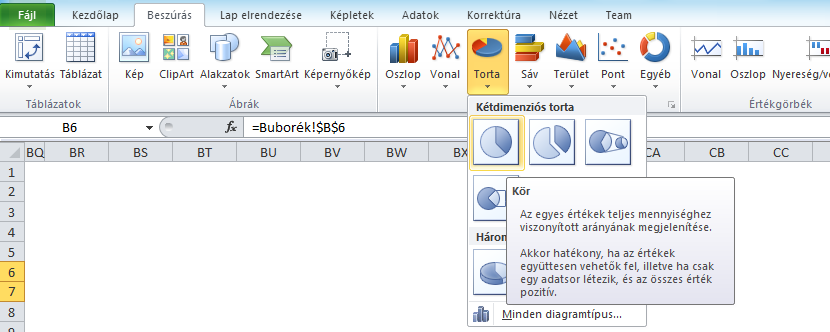 Fájl Kezdőlap Beszúrás Lap elrendezése Képletek Adatok Korrektúra Nézet Team
Kimutatás Táblázat Kép ClipArt Alakzatok SmartArt Képernyőkép Oszlop Vonal Torta Sáv Terület Pont Egyéb Vonal Oszlop Nyereség/ve
Táblázatok Ábrák Értékgörbék
B6 fx =Buborék!$B$6
Kétdimenziós torta
BQ BR BS BT BU BV BW BX CA CB CC
1
2
3
4
5
6
7
8
9
Kör
Az egyes értékek teljes mennyiséghez
viszonyított arányának megjelenítése.
Akkor hatékony, ha az értékek
együttesen vehetők fel, illetve ha csak
egy adatsor létezik, és az összes érték
pozitív.
Három
Minden diagramtípus...